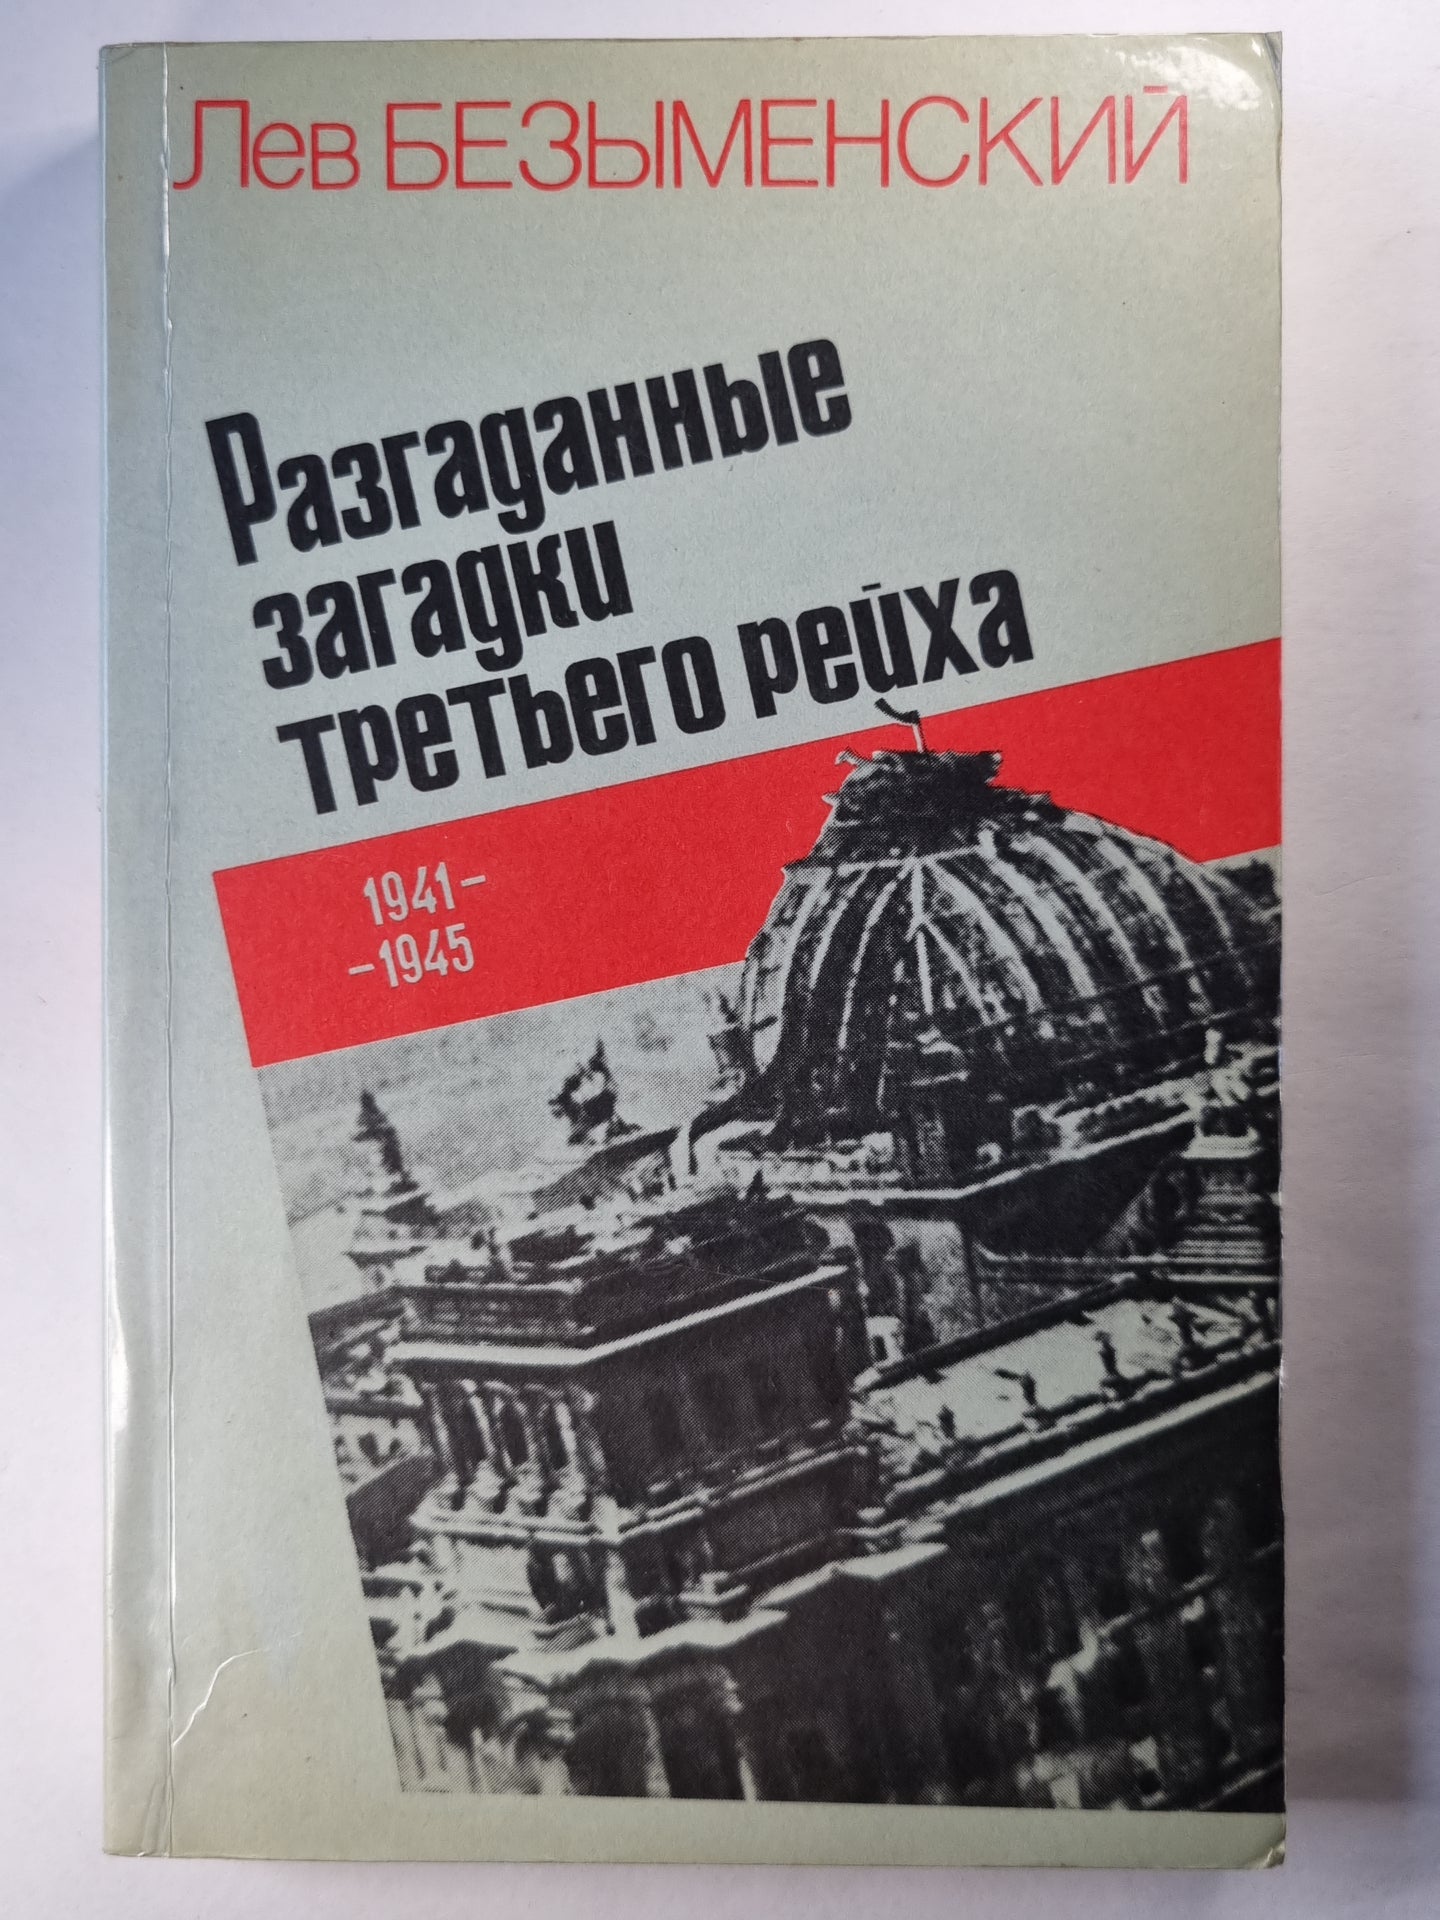 Лев БЕЗЫМЕНСКИЙ
Разгаданные
загадки
третьего рейха
1941–
–1945